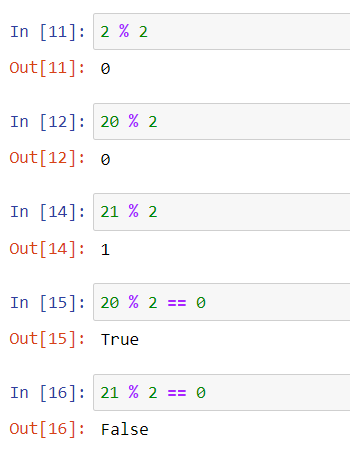 In [11]: 2 % 2
Out[11]: 0
In [12]: 20 % 2
Out[12]: 0
In [14]: 21 % 2
Out[14]: 1
In [15]: 20 % 2 == 0
Out[15]: True
In [16]: 21 % 2 == 0
Out[16]: False